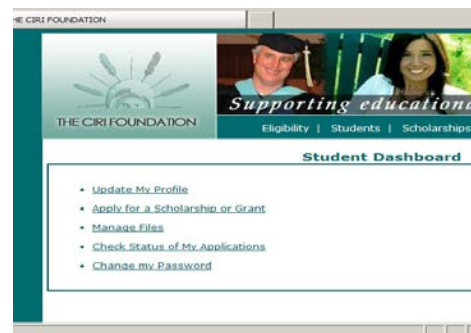 THE CIRI FOUNDATION
THE CIRI FOUNDATION
Supporting educationa
Eligibility | Students | Scholarships
Student Dashboard
• Update My Profile
• Apply for a Scholarship or Grant
• Manage Files
• Check Status of My Applications
• Change my Password